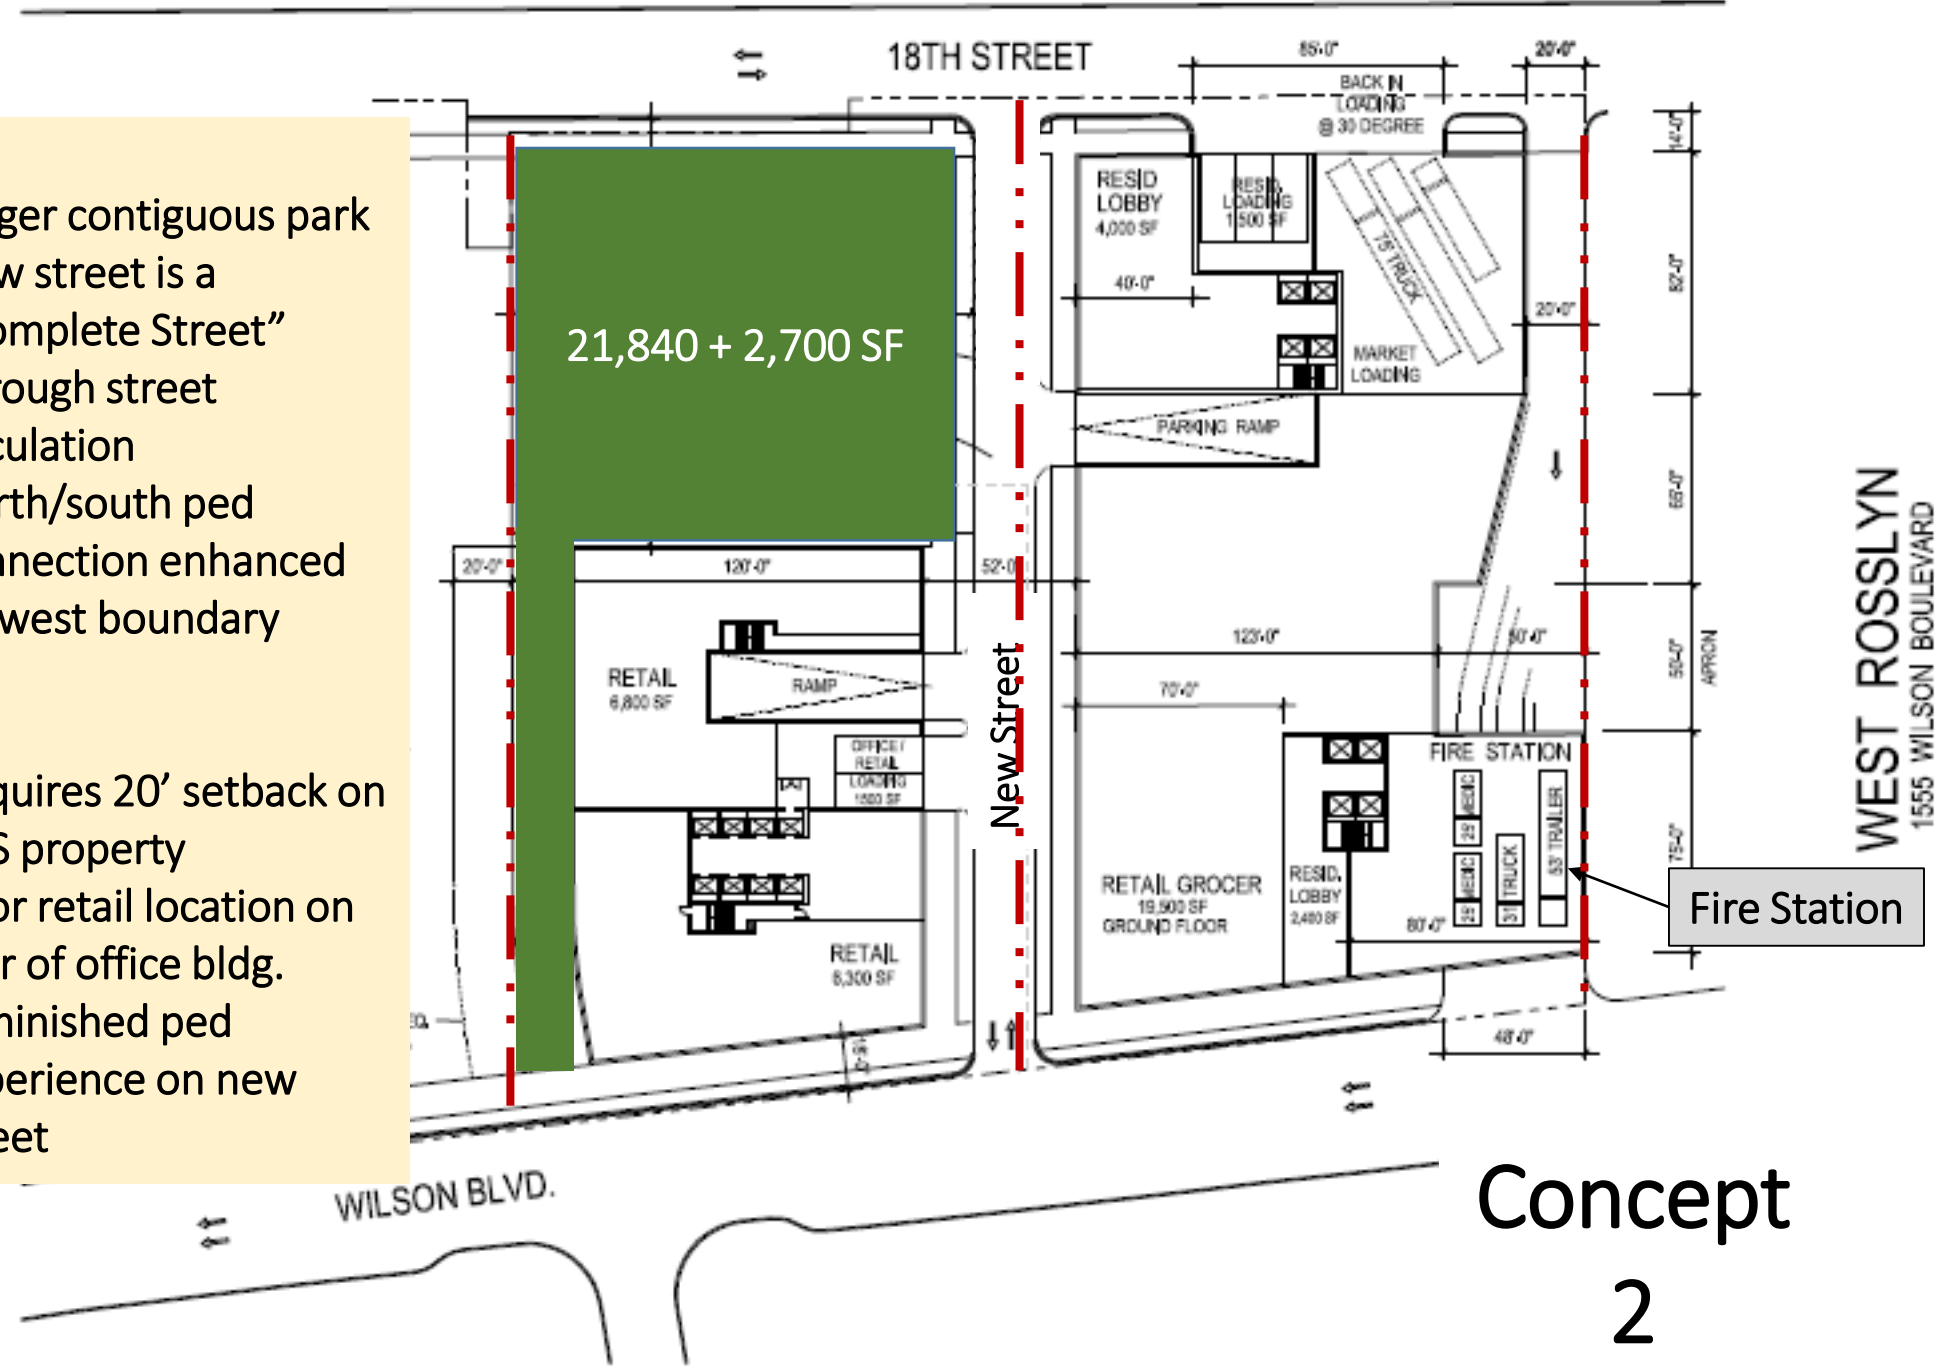 18TH STREET
85'-0"
20'-0"
BACK IN
LOADING
@ 30 DEGREE
14'-0"
ger contiguous park
w street is a
omplete Street”
rough street
culation
rth/south ped
nnection enhanced
west boundary
quires 20’ setback on
S property
or retail location on
r of office bldg.
minished ped
perience on new
eet
21,840 + 2,700 SF
RESID
LOBBY
4,000 SF
40'-0"
RESID.
LOADING
1,500 SF
75' TRUCK
MARKET
LOADING
20'-0"
82'-0"
PARKING RAMP
65'-0"
20'-0"
120'-0"
52'-0
RETAIL
6,800 SF
RAMP
OFFICE /
RETAIL
LOADING
1500 SF
RETAIL
6,300 SF
New Street
123'-0"
50'-0"
50'-0"
APRON
70'-0"
RETAIL GROCER
19,500 SF
GROUND FLOOR
RESID.
LOBBY
2,400 SF
FIRE STATION
28' MEDIC
28' MEDIC
31' TRUCK
53' TRAILER
80'-0"
75'-0"
48'-0"
Fire Station
WEST ROSSLYN
1555 WILSON BOULEVARD
WILSON BLVD.
Concept
2